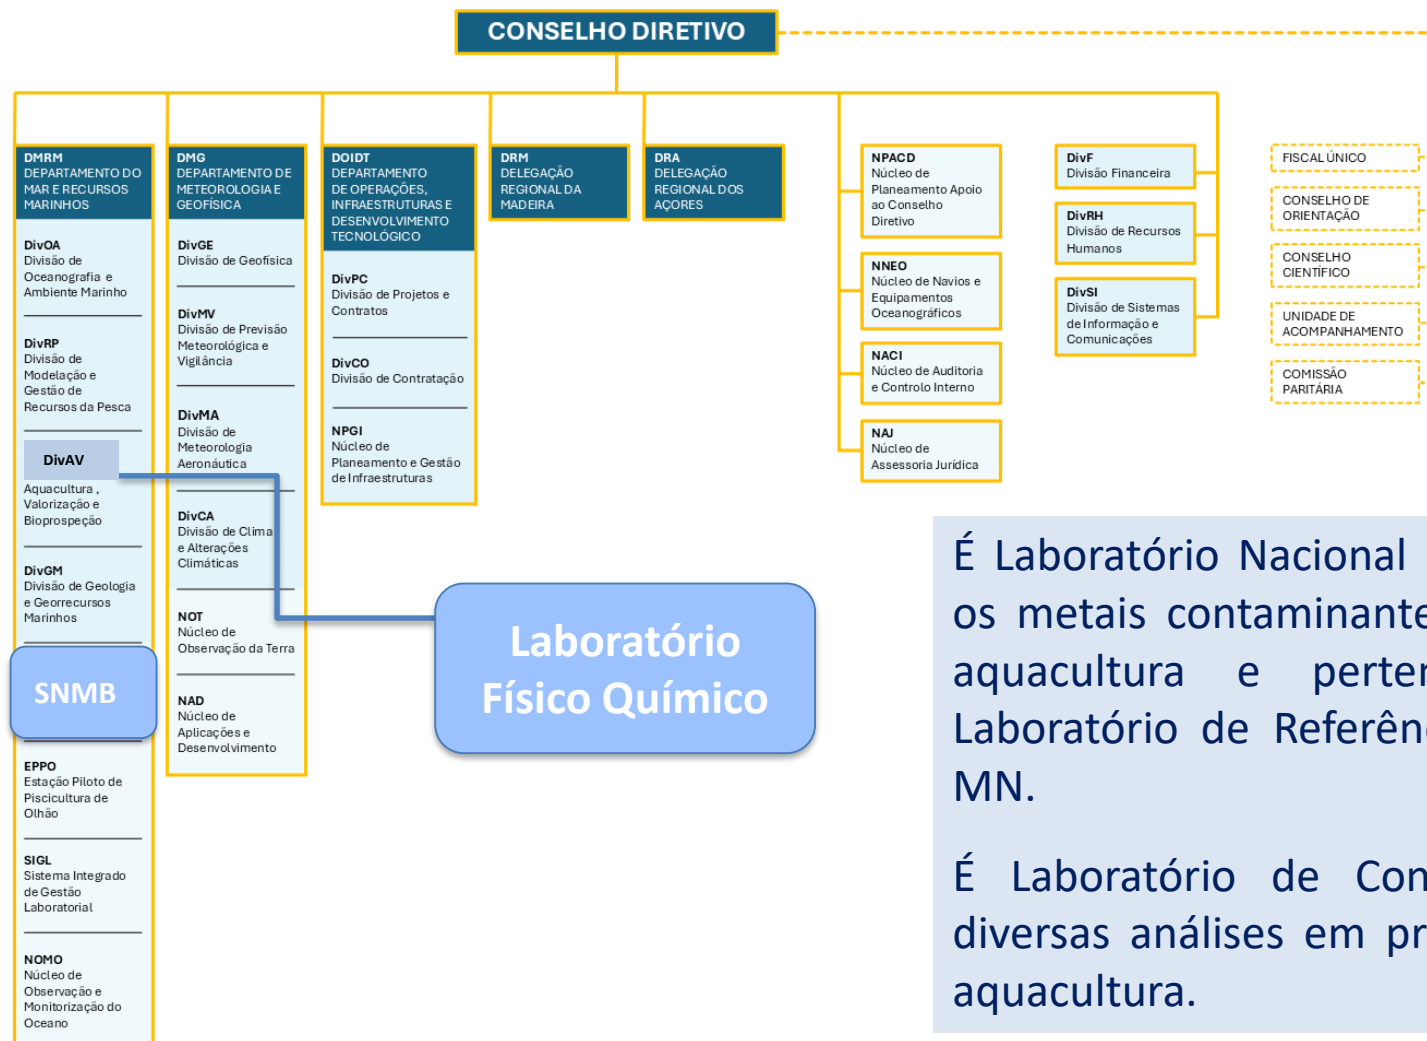 CONSELHO DIRETIVO
DMRM
DEPARTAMENTO DO
MAR E RECURSOS
MARINHOS
DivOA
Divisão de
Oceanografia e
Ambiente Marinho
DivRP
Divisão de
Modelação e
Gestão de
Recursos da Pesca
DivAV
Aquacultura ,
Valorização e
Bioprospeção
DivGM
Divisão de Geologia
e Georrecursos
Marinhos
SNMB
EPPO
Estação Piloto de
Piscicultura de
Olhão
SIGL
Sistema Integrado
de Gestão
Laboratorial
NOMO
Núcleo de
Observação e
Monitorização do
Oceano
DMG
DEPARTAMENTO DE
METEOROLOGIA E
GEOFÍSICA
DivGE
Divisão de Geofísica
DivMV
Divisão de Previsão
Meteorológica e
Vigilância
DivMA
Divisão de
Meteorologia
Aeronáutica
DivCA
Divisão de Clima
e Alterações
Climáticas
NOT
Núcleo de
Observação da Terra
NAD
Núcleo de
Aplicações e
Desenvolvimento
DOIDT
DEPARTAMENTO
DE OPERAÇÕES,
INFRAESTRUTURAS E
DESENVOLVIMENTO
TECNOLÓGICO
DivPC
Divisão de Projetos e
Contratos
DivCO
Divisão de Contratação
NPGI
Núcleo de
Planeamento e Gestão
de Infraestruturas
DRM
DELEGAÇÃO
REGIONAL DA
MADEIRA
DRA
DELEGAÇÃO
REGIONAL DOS
AÇORES
NPACD
Núcleo de
Planeamento Apoio
ao Conselho
Diretivo
NNEO
Núcleo de Navios e
Equipamentos
Oceanográficos
NACI
Núcleo de Auditoria
e Controlo Interno
NAJ
Núcleo de
Assessoria Jurídica
DivF
Divisão Financeira
DivRH
Divisão de Recursos
Humanos
DivSI
Divisão de Sistemas
de Informação e
Comunicações
FISCAL ÚNICO
CONSELHO DE
ORIENTAÇÃO
CONSELHO
CIENTÍFICO
UNIDADE DE
ACOMPANHAMENTO
COMISSÃO
PARITÁRIA
Laboratório
Físico Químico
É Laboratório Nacional
os metais contaminante
aquacultura e perten
Laboratório de Referênc
MN.
É Laboratório de Con
diversas análises em pr
aquacultura.